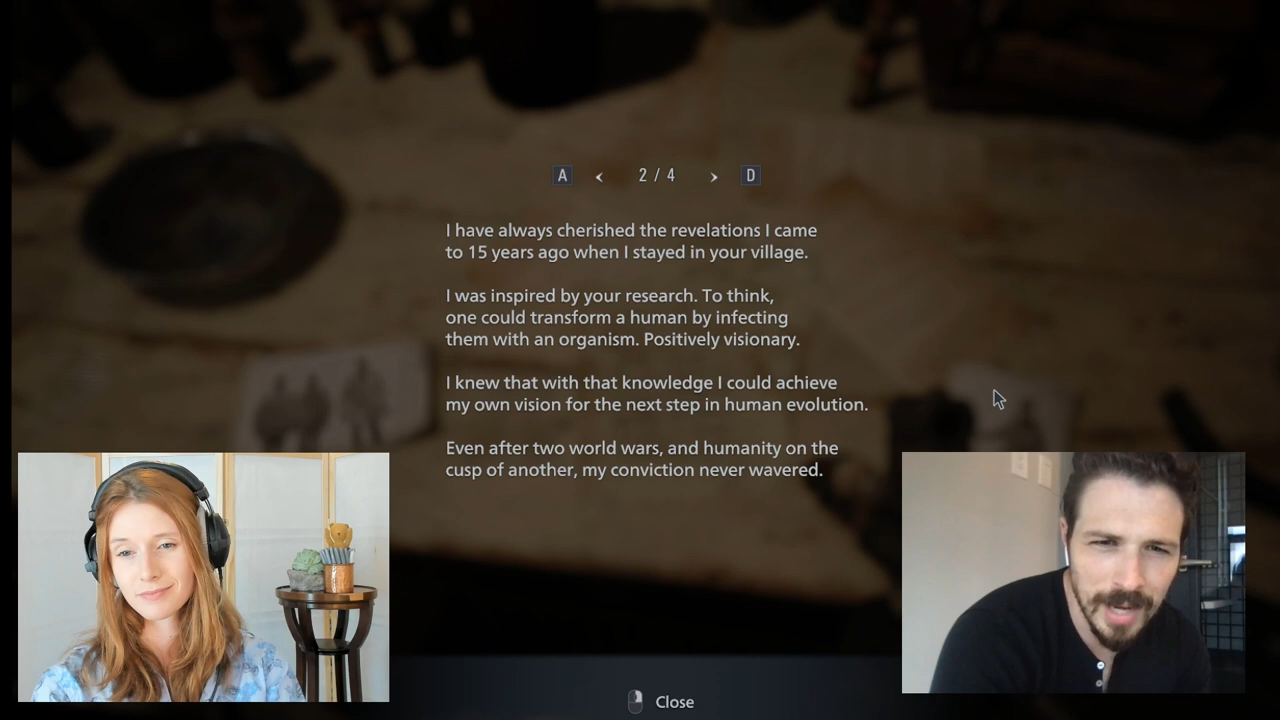 A < 2 / 4 > D
I have always cherished the revelations I came
to 15 years ago when I stayed in your village.
I was inspired by your research. To think,
one could transform a human by infecting
them with an organism. Positively visionary.
I knew that with that knowledge I could achieve
my own vision for the next step in human evolution.
Even after two world wars, and humanity on the
cusp of another, my conviction never wavered.
Close